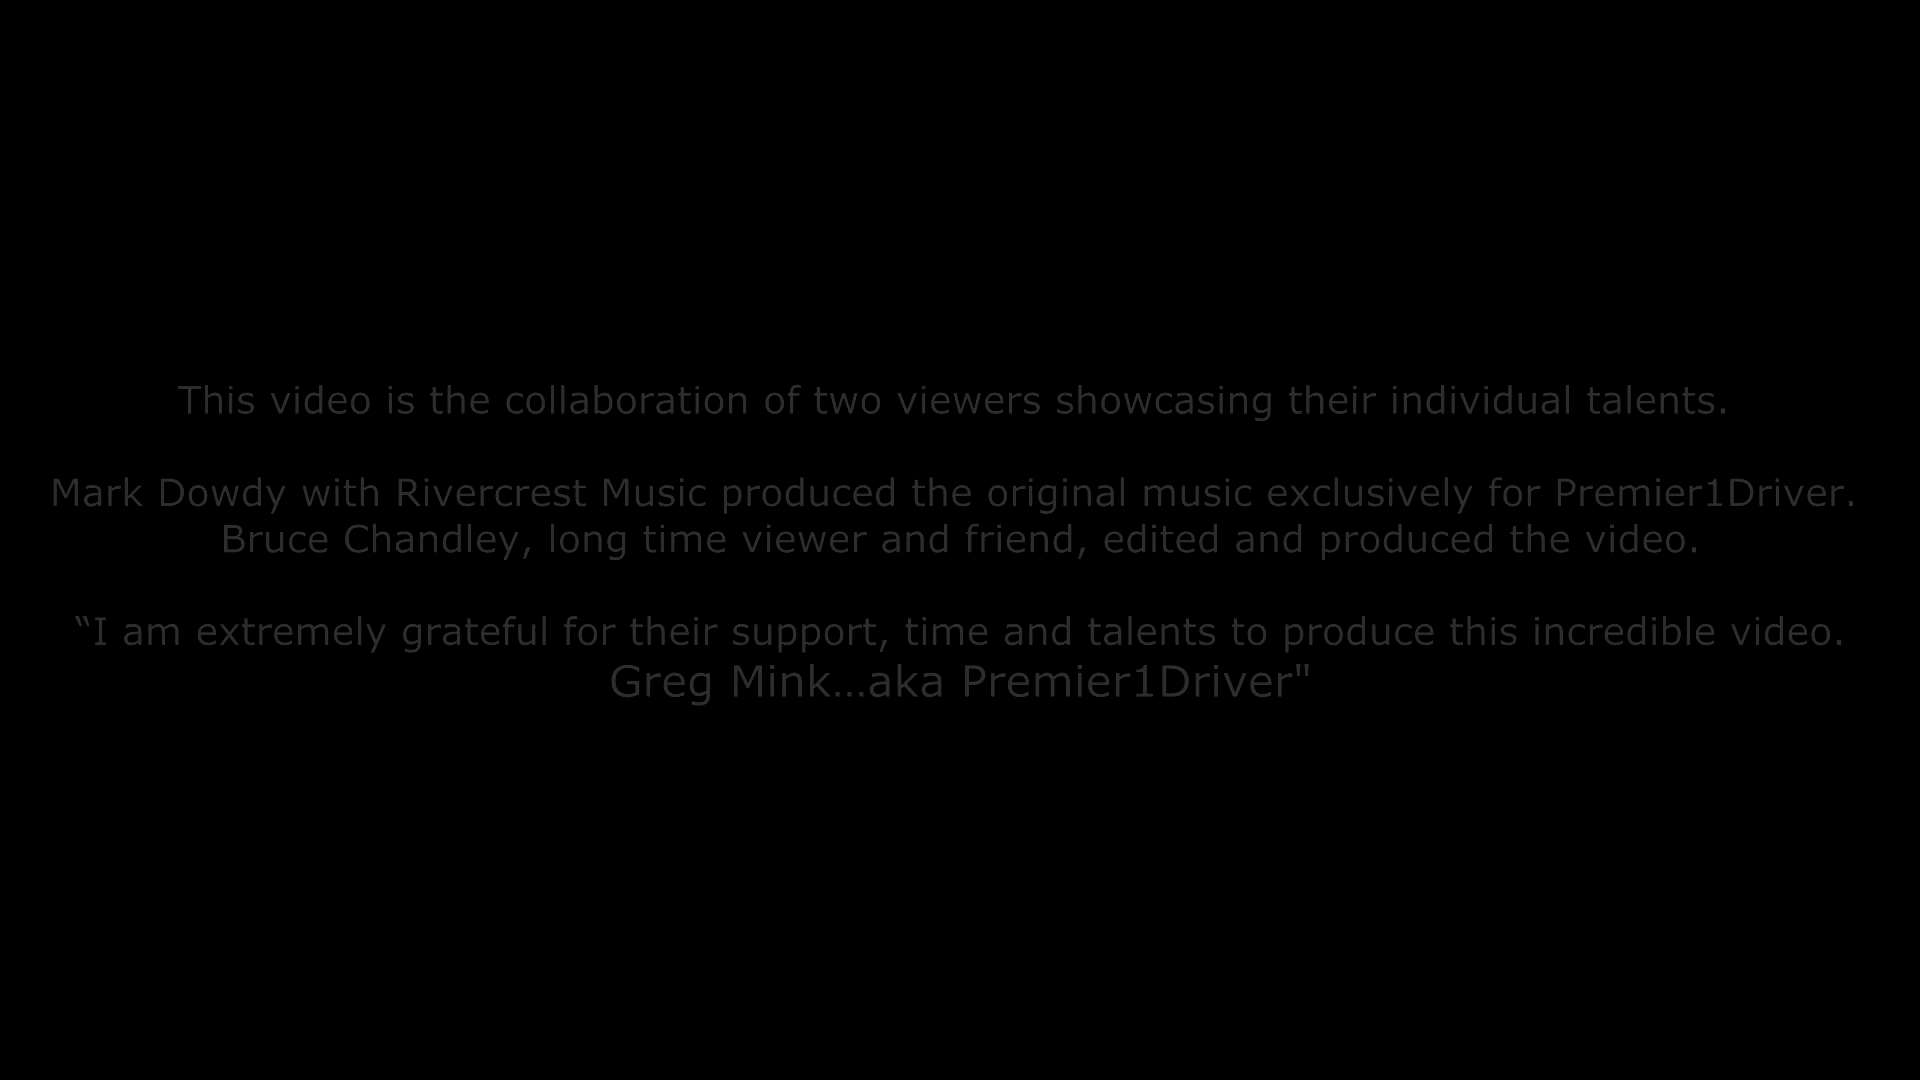 This video is the collaboration of two viewers showcasing their individual talents.
Mark Dowdy with Rivercrest Music produced the original music exclusively for Premier1Driver.
Bruce Chandley, long time viewer and friend, edited and produced the video.
“I am extremely grateful for their support, time and talents to produce this incredible video.
Greg Mink...aka Premier1Driver"